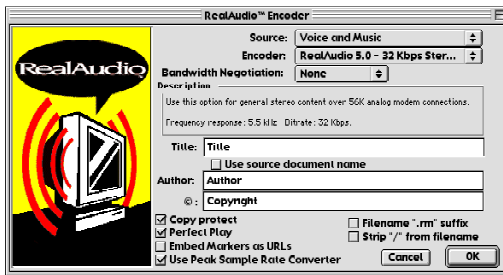 RealAudio™ Encoder
RealAudio
Source: Voice and Music
Encoder: RealAudio 5.0 - 32 Kbps Ster...
Bandwidth Negotiation: None
Description
Use this option for general stereo content over 56K analog modem connections.
Frequency response: 5.5 kHz Bitrate: 32 Kbps.
Title: Title
Use source document name
Author: Author
© : Copyright
Copy protect
Perfect Play
Embed Markers as URLs
Use Peak Sample Rate Converter
Filename ".rm" suffix
Strip "/" from filename
Cancel
OK